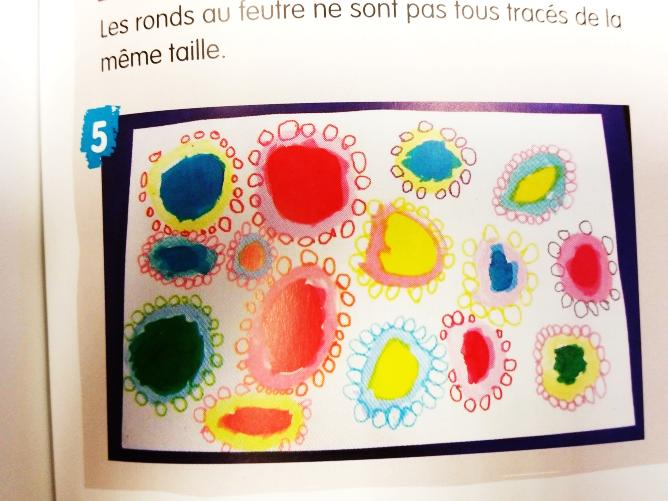 Les ronds au feutre ne sont pas tous tracés de la
même taille.
5